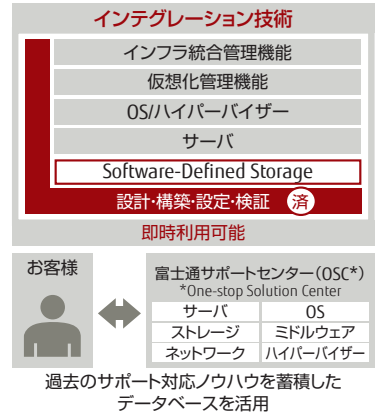 インテグレーション技術
インフラ統合管理機能
仮想化管理機能
OS/ハイパーバイザー
サーバ
Software-Defined Storage
設計・構築・設定・検証 済
即時利用可能
お客様
富士通サポートセンター(OSC*)
*One-stop Solution Center
サーバ OS
ストレージ ミドルウェア
ネットワーク ハイパーバイザー
過去のサポート対応ノウハウを蓄積した
データベースを活用